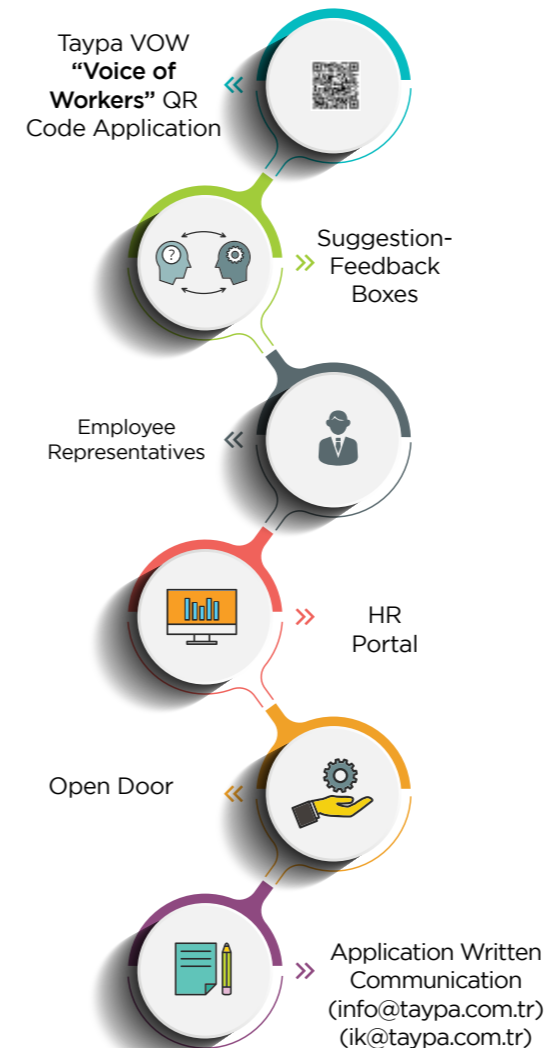 Taypa VOW
“Voice of
Workers” QR
Code Application
Suggestion-
Feedback
Boxes
Employee
Representatives
HR
Portal
Open Door
Application Written
Communication
(info@taypa.com.tr)
(ik@taypa.com.tr)